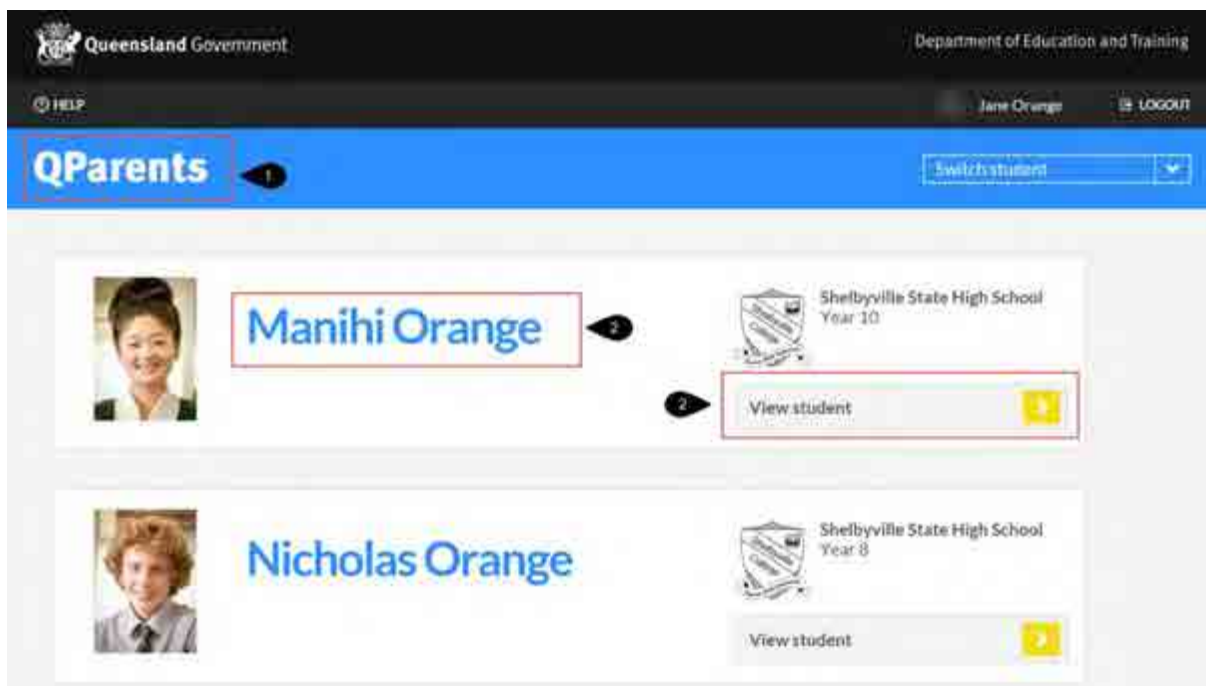 Queensland Government
Department of Education and Training
HELP
Jane Orange
LOGOUT
QParents
1
Switch student
Manihi Orange
2
Shelbyville State High School
Year 10
2
View student
Nicholas Orange
Shelbyville State High School
Year 8
View student